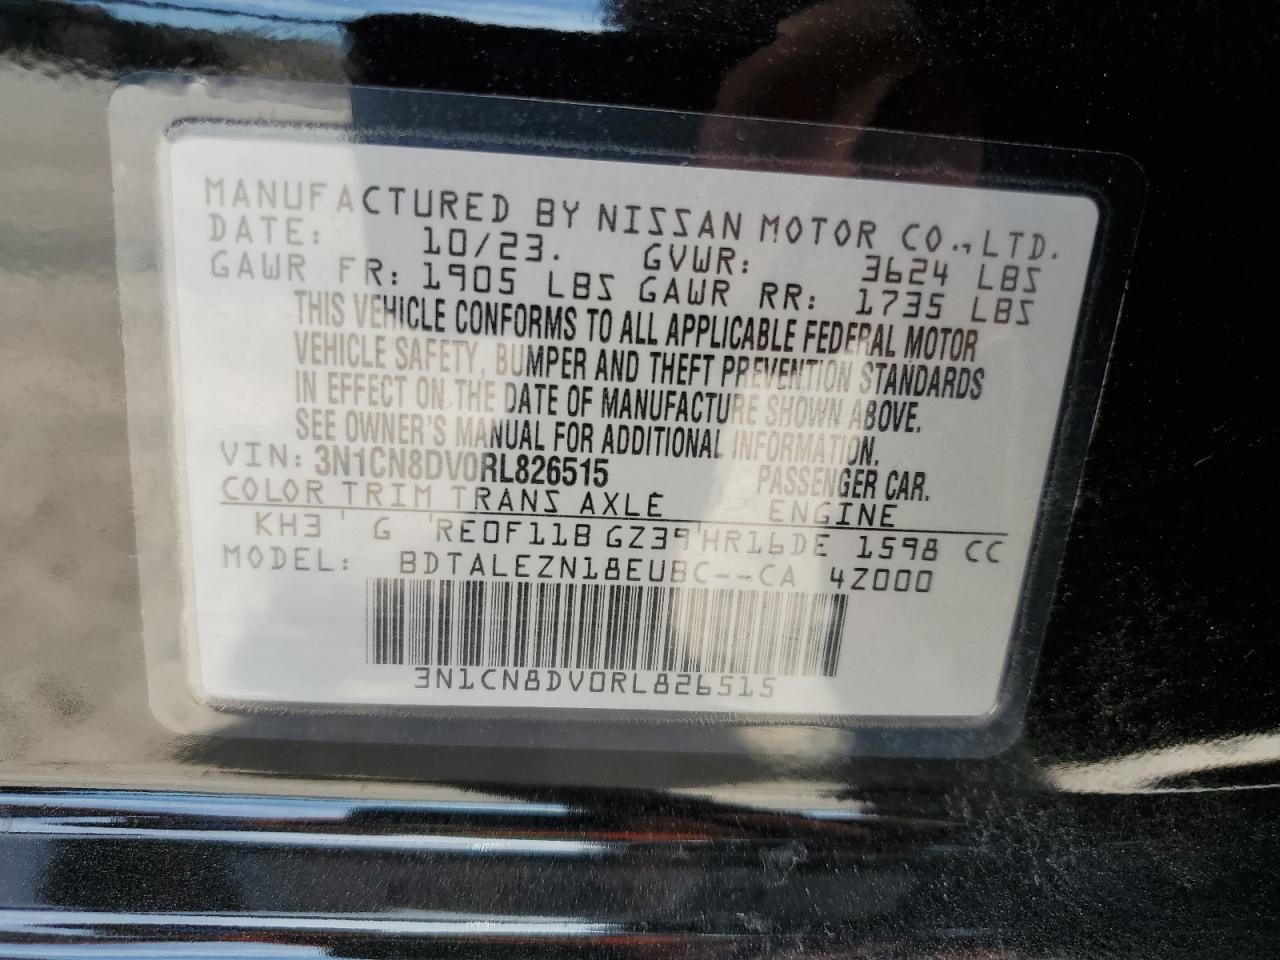 MANUFACTURED BY NISSAN MOTOR CO., LTD.
DATE: 10/23. GVWR: 3624 LBS
GAWR FR: 1905 LBS GAWR RR: 1735 LBS
THIS VEHICLE CONFORMS TO ALL APPLICABLE FEDERAL MOTOR
VEHICLE SAFETY, BUMPER AND THEFT PREVENTION STANDARDS
IN EFFECT ON THE DATE OF MANUFACTURE SHOWN ABOVE.
SEE OWNER'S MANUAL FOR ADDITIONAL INFORMATION.
VIN: 3N1CN8DV0RL826515 PASSENGER CAR.
COLOR TRIM TRANS AXLE ENGINE
KH3 ' G ' RE0F11B GZ39 ' HR16DE 1598 CC
MODEL: BDTALEZN18EUBC--CA 4Z000
3N1CN8DV0RL826515